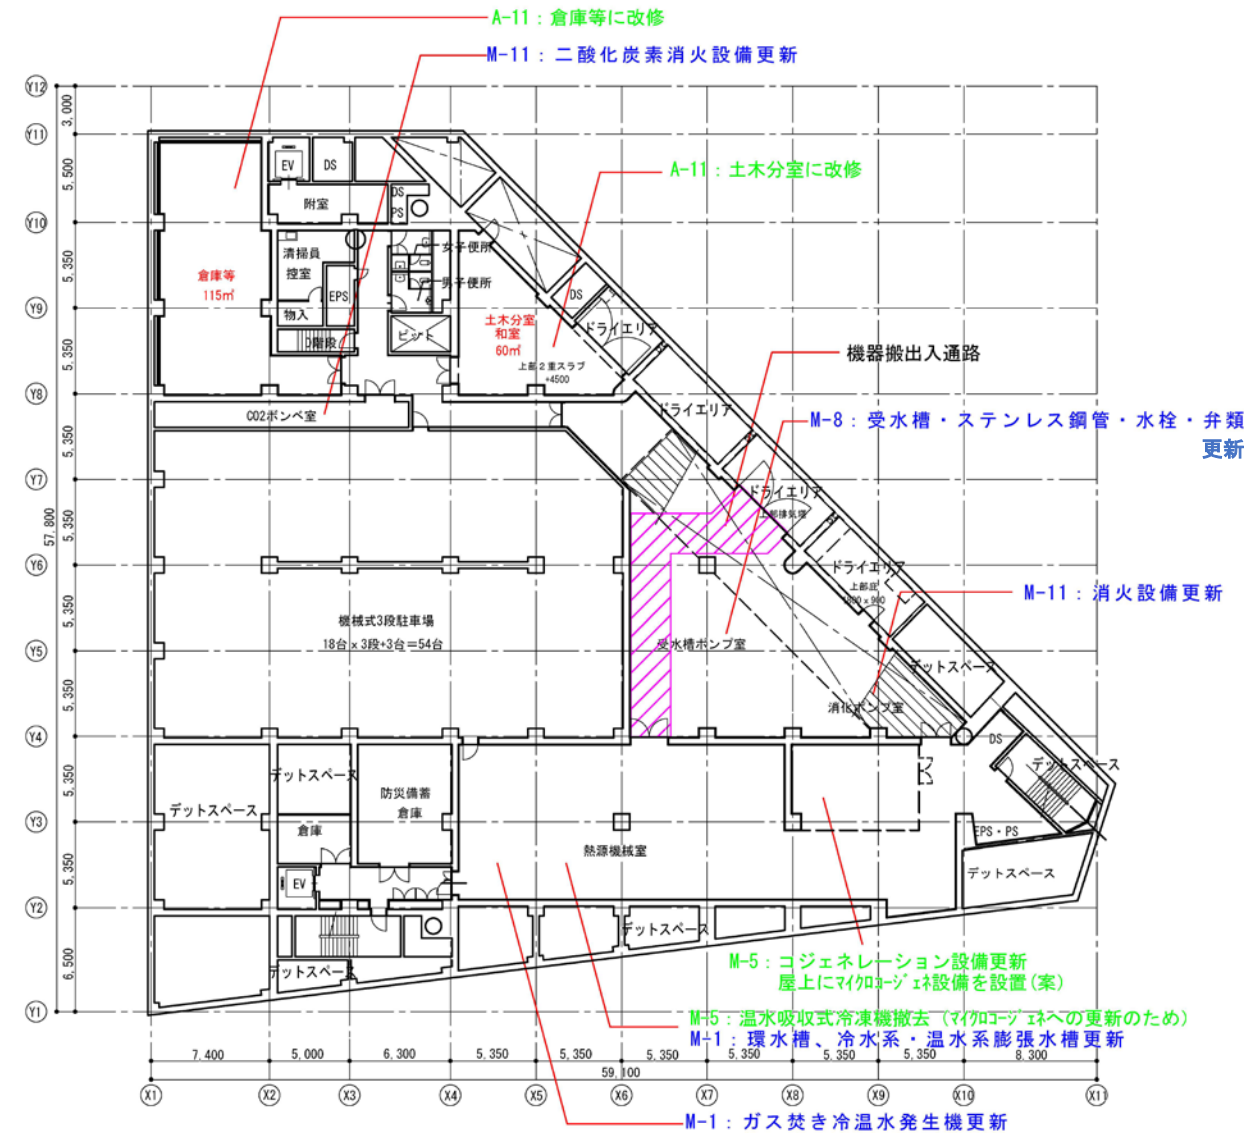 A-11：倉庫等に改修
M-11：二酸化炭素消火設備更新
Y12
3,000
Y11
5,500
EV
DS
A-11：土木分室に改修
附室
DS
PS
Y10
5,350
清掃員
控室
女子便所
倉庫等
115㎡
EPS
男子便所
DS
Y9
物入
土木分室
和室
60㎡
ドライエリア
ピット
機器搬出入通路
5,350
上部２重スラブ
+4500
Y8
CO2ボンベ室
ドライエリア
M-8：受水槽・ステンレス鋼管・水栓・弁類
更新
5,350
Y7
ドライエリア
上部排気塔
57,800
5,350
Y6
ドライエリア
上部庇
M-11：消火設備更新
5,350
機械式3段駐車場
18台ｘ3段+3台＝54台
受水槽ポンプ室
Y5
デットスペース
5,350
消化ポンプ室
Y4
DS
デットスペース
デットスペース
5,350
防災備蓄
倉庫
デットスペース
Y3
倉庫
EPS・PS
熱源機械室
5,350
EV
デットスペース
Y2
デットスペース
6,500
デットスペース
M-5：コジェネレーション設備更新
屋上にマイクロコージェネ設備を設置(案)
Y1
M-5：温水吸収式冷凍機撤去（マイクロコージェネへの更新のため）
M-1：環水槽、冷水系・温水系膨張水槽更新
7,400
5,000
6,300
5,350
5,350
5,350
5,350
5,350
5,350
8,300
59,100
X1
X2
X3
X4
X5
X6
X7
X8
X9
X10
X11
M-1：ガス焚き冷温水発生機更新